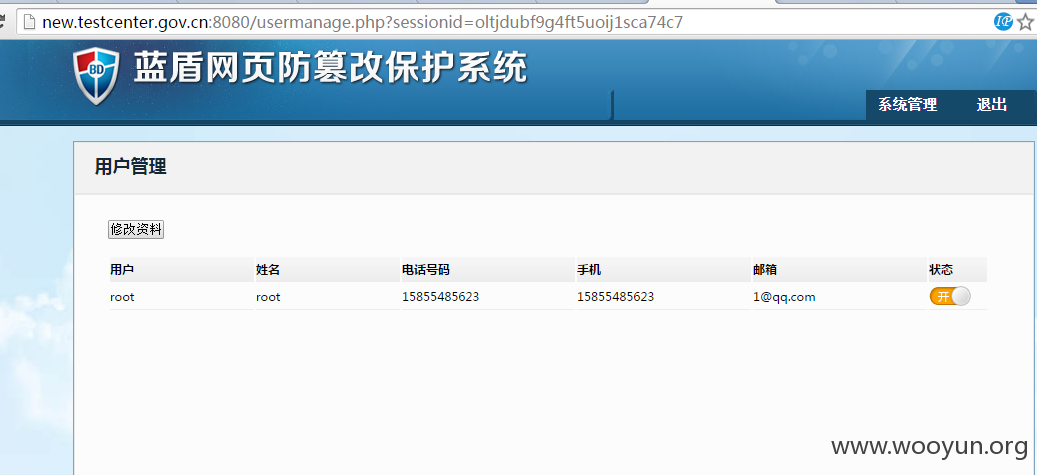 new.testcenter.gov.cn:8080/usermanage.php?sessionid=oltjdubf9g4ft5uoij1sca74c7
BD 蓝盾网页防篡改保护系统
系统管理 退出
用户管理
修改资料
用户 姓名 电话号码 手机 邮箱 状态
root root 15855485623 15855485623 1@qq.com 开
www.wooyun.org